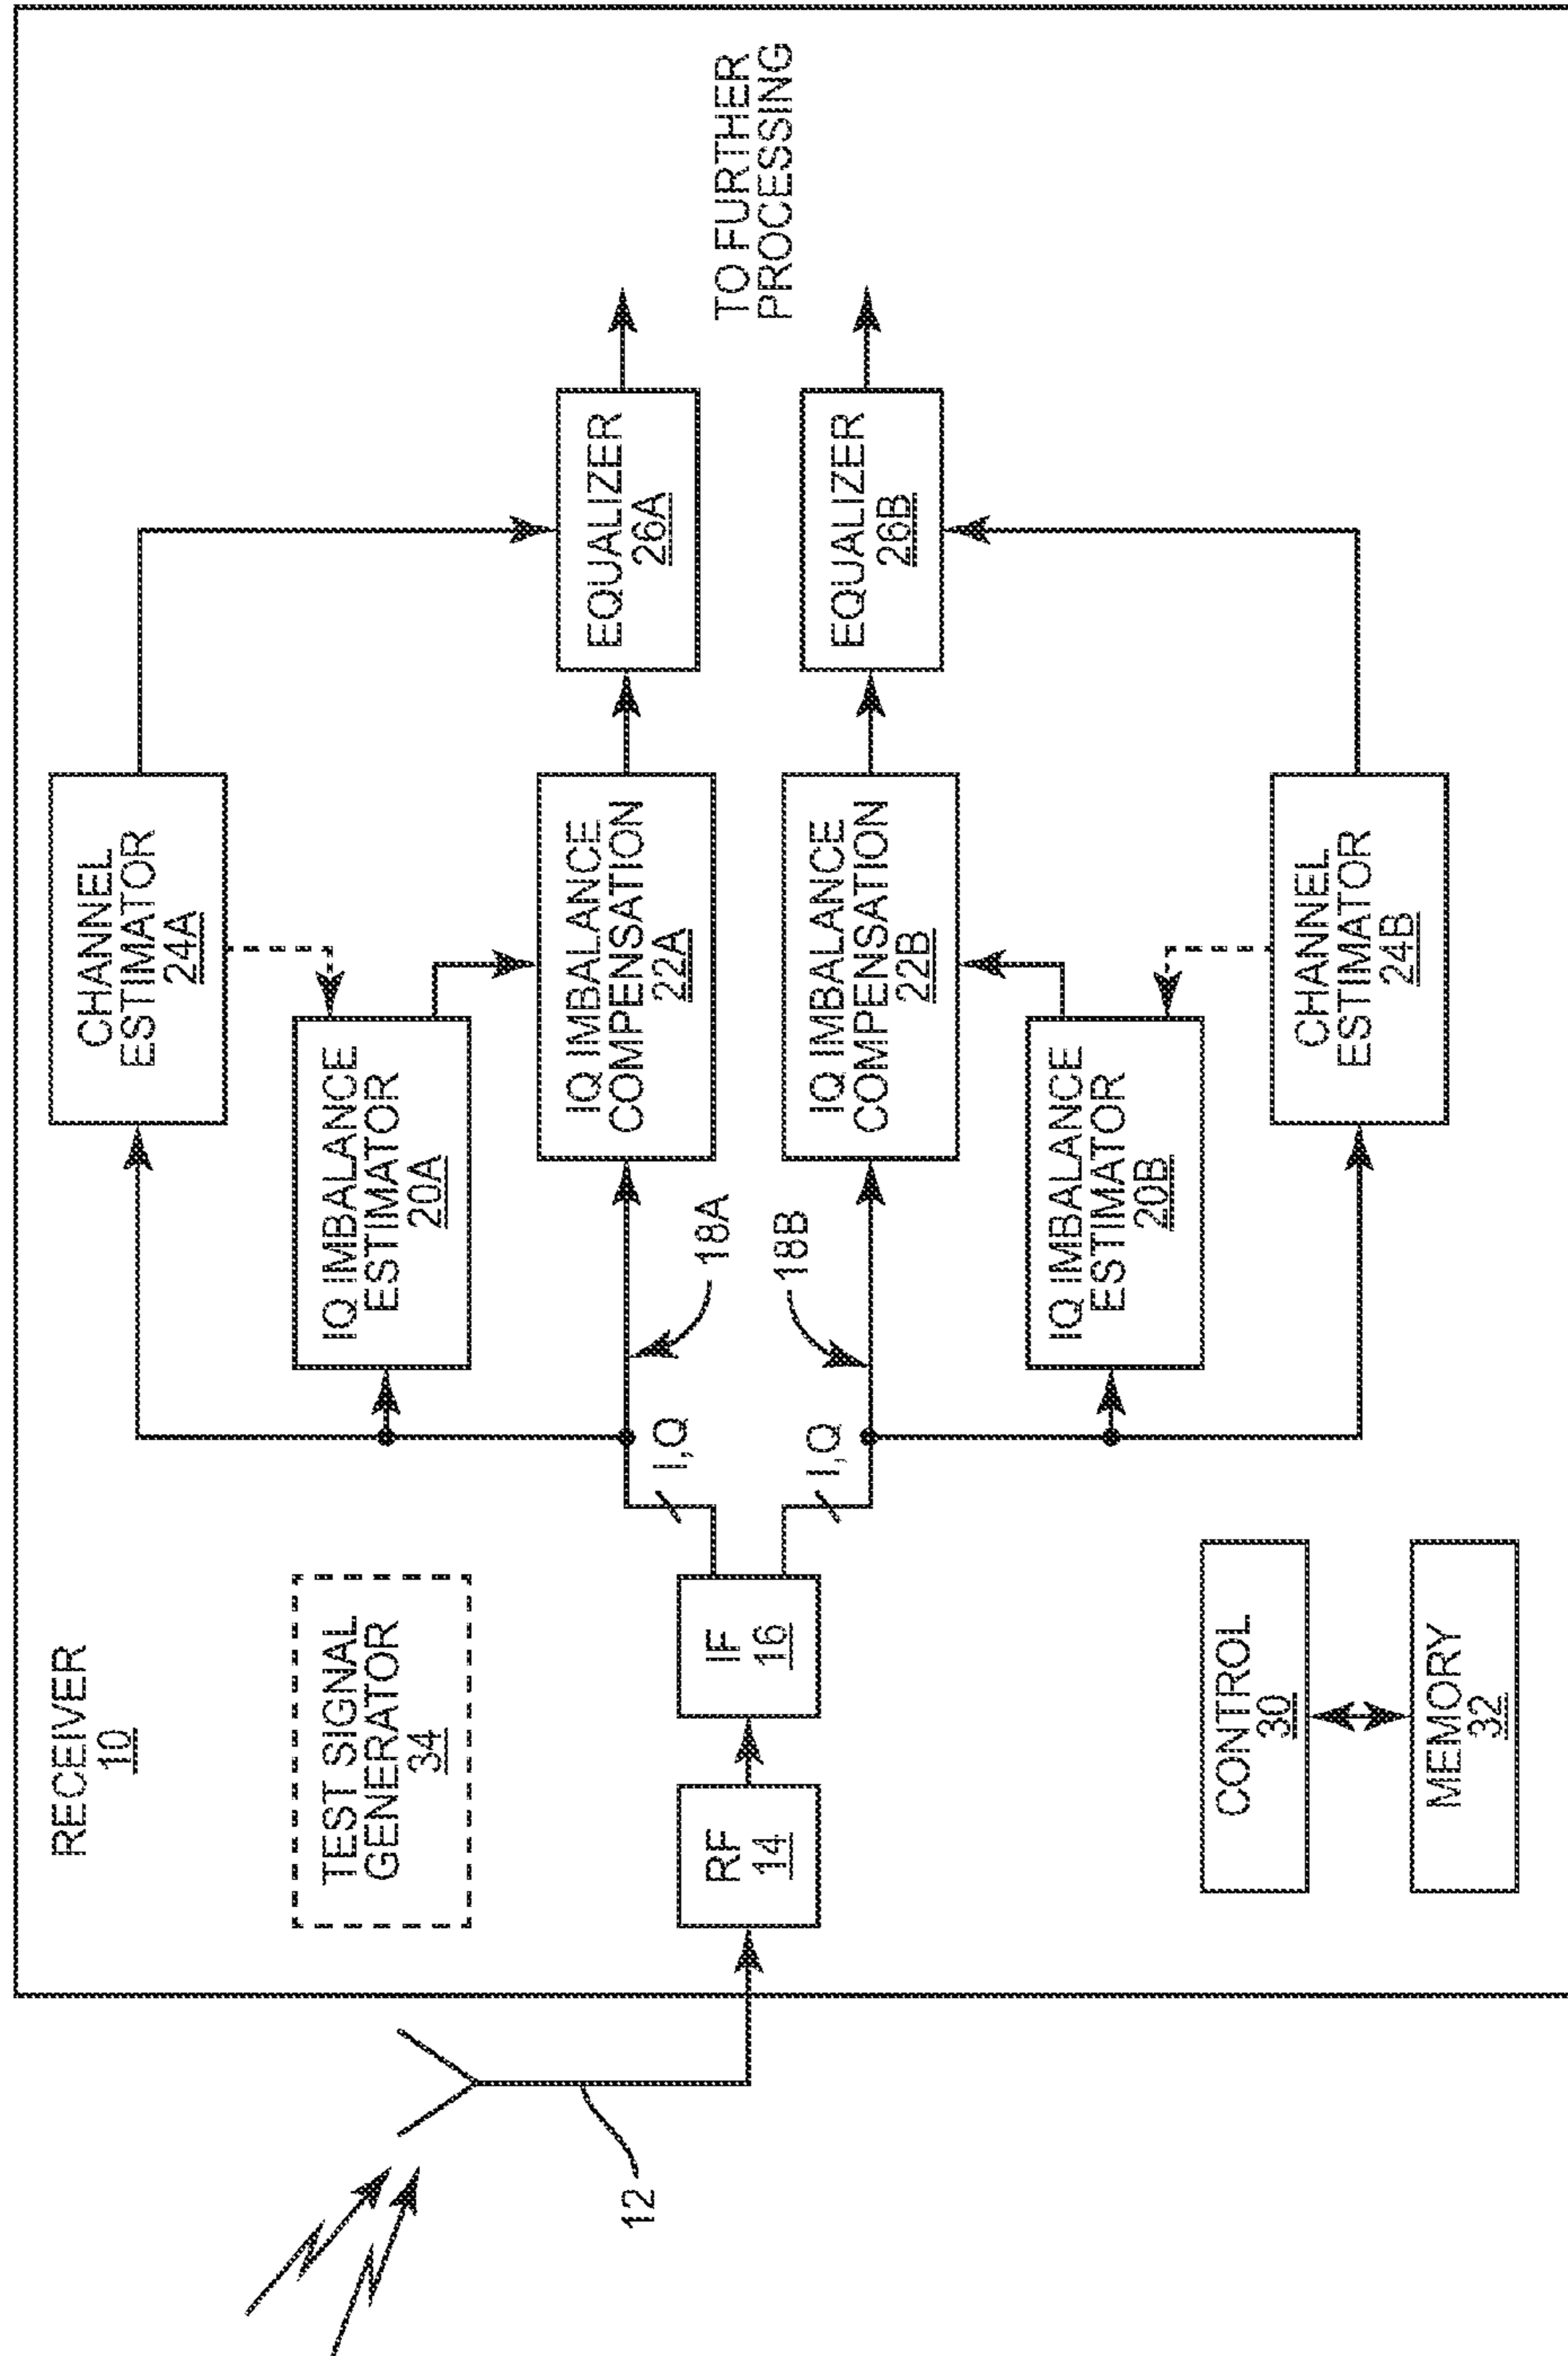 RECEIVER
10
TEST SIGNAL
GENERATOR
34
CHANNEL
ESTIMATOR
24A
IQ IMBALANCE
ESTIMATOR
20A
IQ IMBALANCE
COMPENSATION
22A
EQUALIZER
26A
TO FURTHER
PROCESSING
12
RF
14
IF
16
I,Q
I,Q
18A
18B
IQ IMBALANCE
COMPENSATION
22B
EQUALIZER
26B
IQ IMBALANCE
ESTIMATOR
20B
CHANNEL
ESTIMATOR
24B
CONTROL
30
MEMORY
32